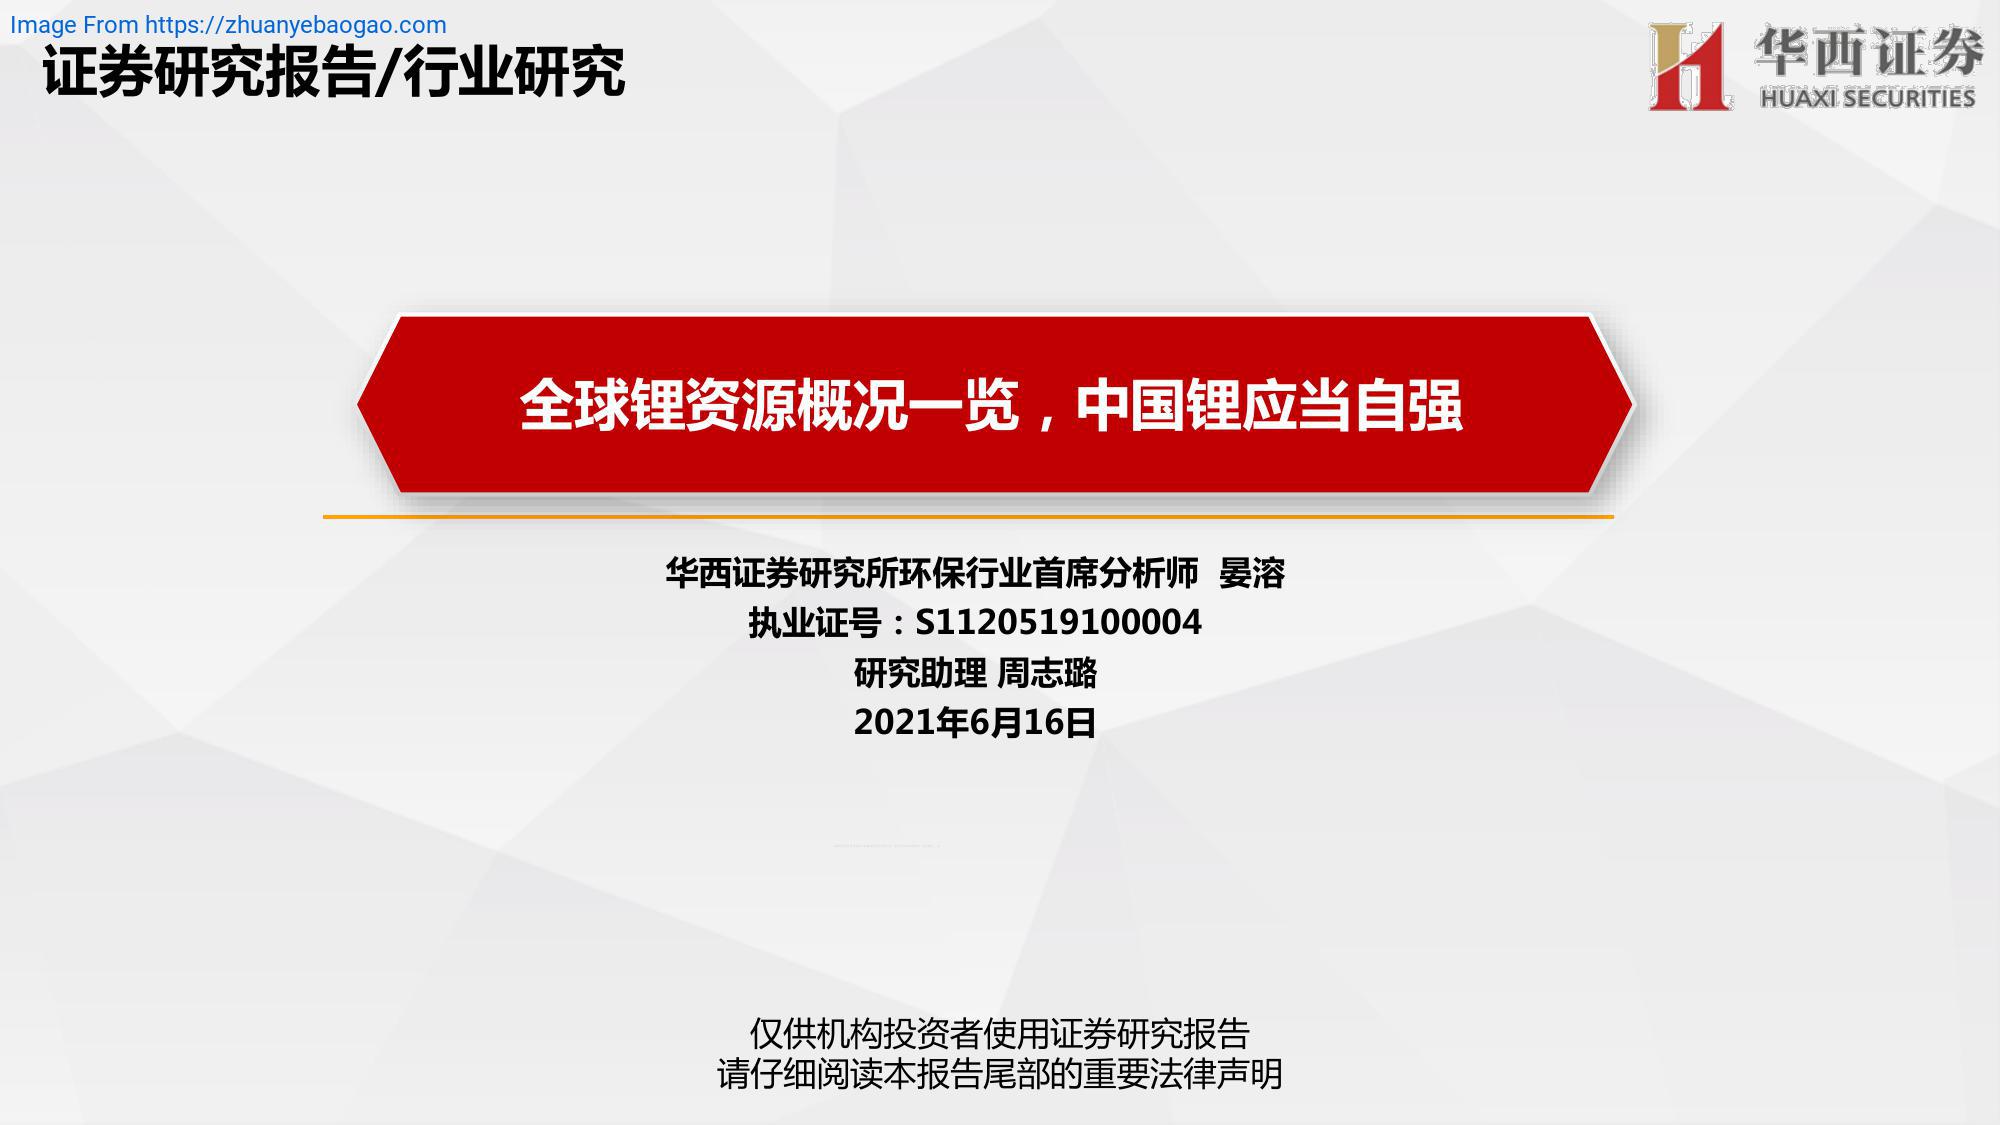 Image From https://zhuanyebaogao.com
证券研究报告/行业研究
华西证券
HUAXI SECURITIES
全球锂资源概况一览，中国锂应当自强
华西证券研究所环保行业首席分析师 晏溶
执业证号：S1120519100004
研究助理 周志璐
2021年6月16日
仅供机构投资者使用证券研究报告
请仔细阅读本报告尾部的重要法律声明